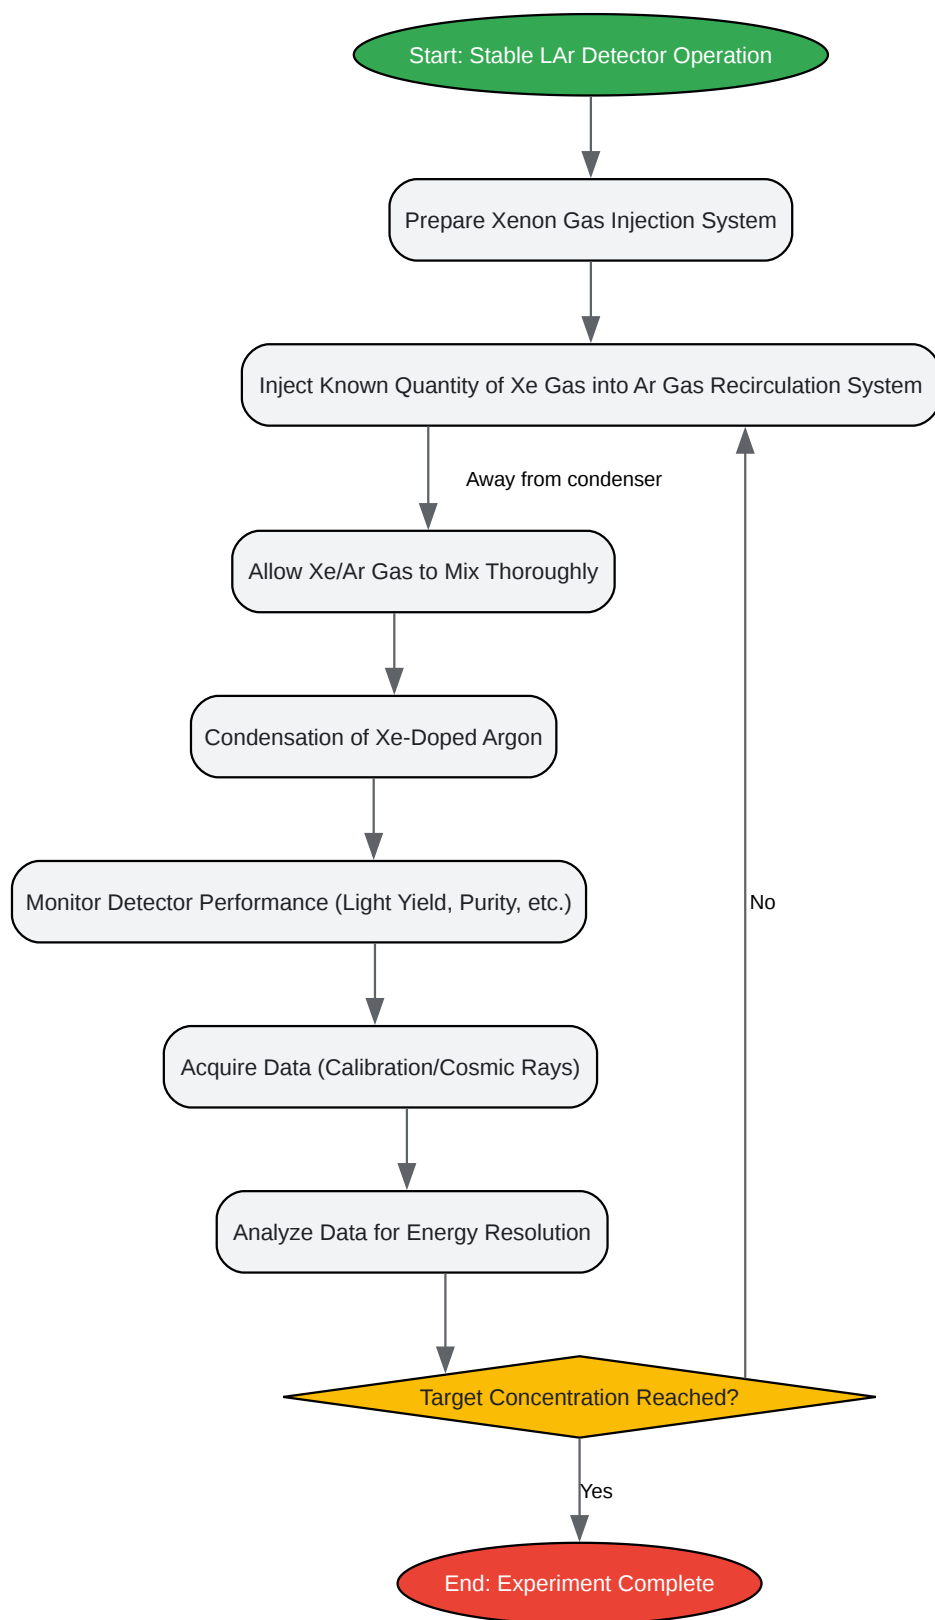 Start: Stable LAr Detector Operation
Prepare Xenon Gas Injection System
Inject Known Quantity of Xe Gas into Ar Gas Recirculation System
Away from condenser
Allow Xe/Ar Gas to Mix Thoroughly
Condensation of Xe-Doped Argon
Monitor Detector Performance (Light Yield, Purity, etc.)
No
Acquire Data (Calibration/Cosmic Rays)
Analyze Data for Energy Resolution
Target Concentration Reached?
Yes
End: Experiment Complete